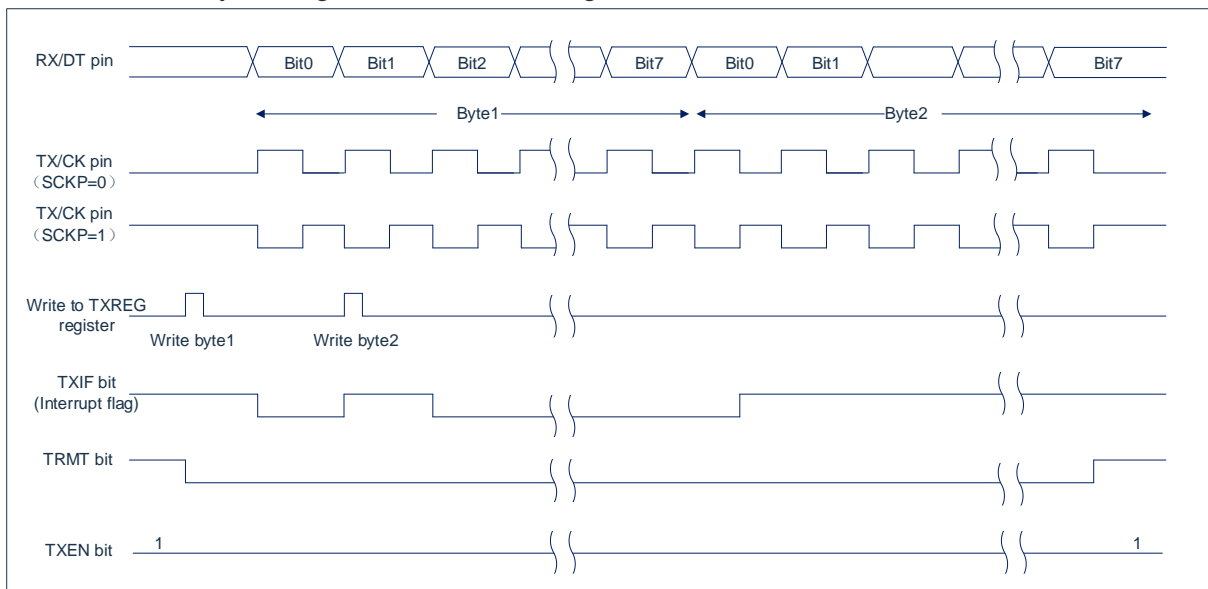 RX/DT pin
Bit0 Bit1 Bit2 Bit7 Bit0 Bit1 Bit7
Byte1 Byte2
TX/CK pin
（SCKP=0）
TX/CK pin
（SCKP=1）
Write to TXREG
register
Write byte1 Write byte2
TXIF bit
(Interrupt flag)
TRMT bit
TXEN bit 1 1